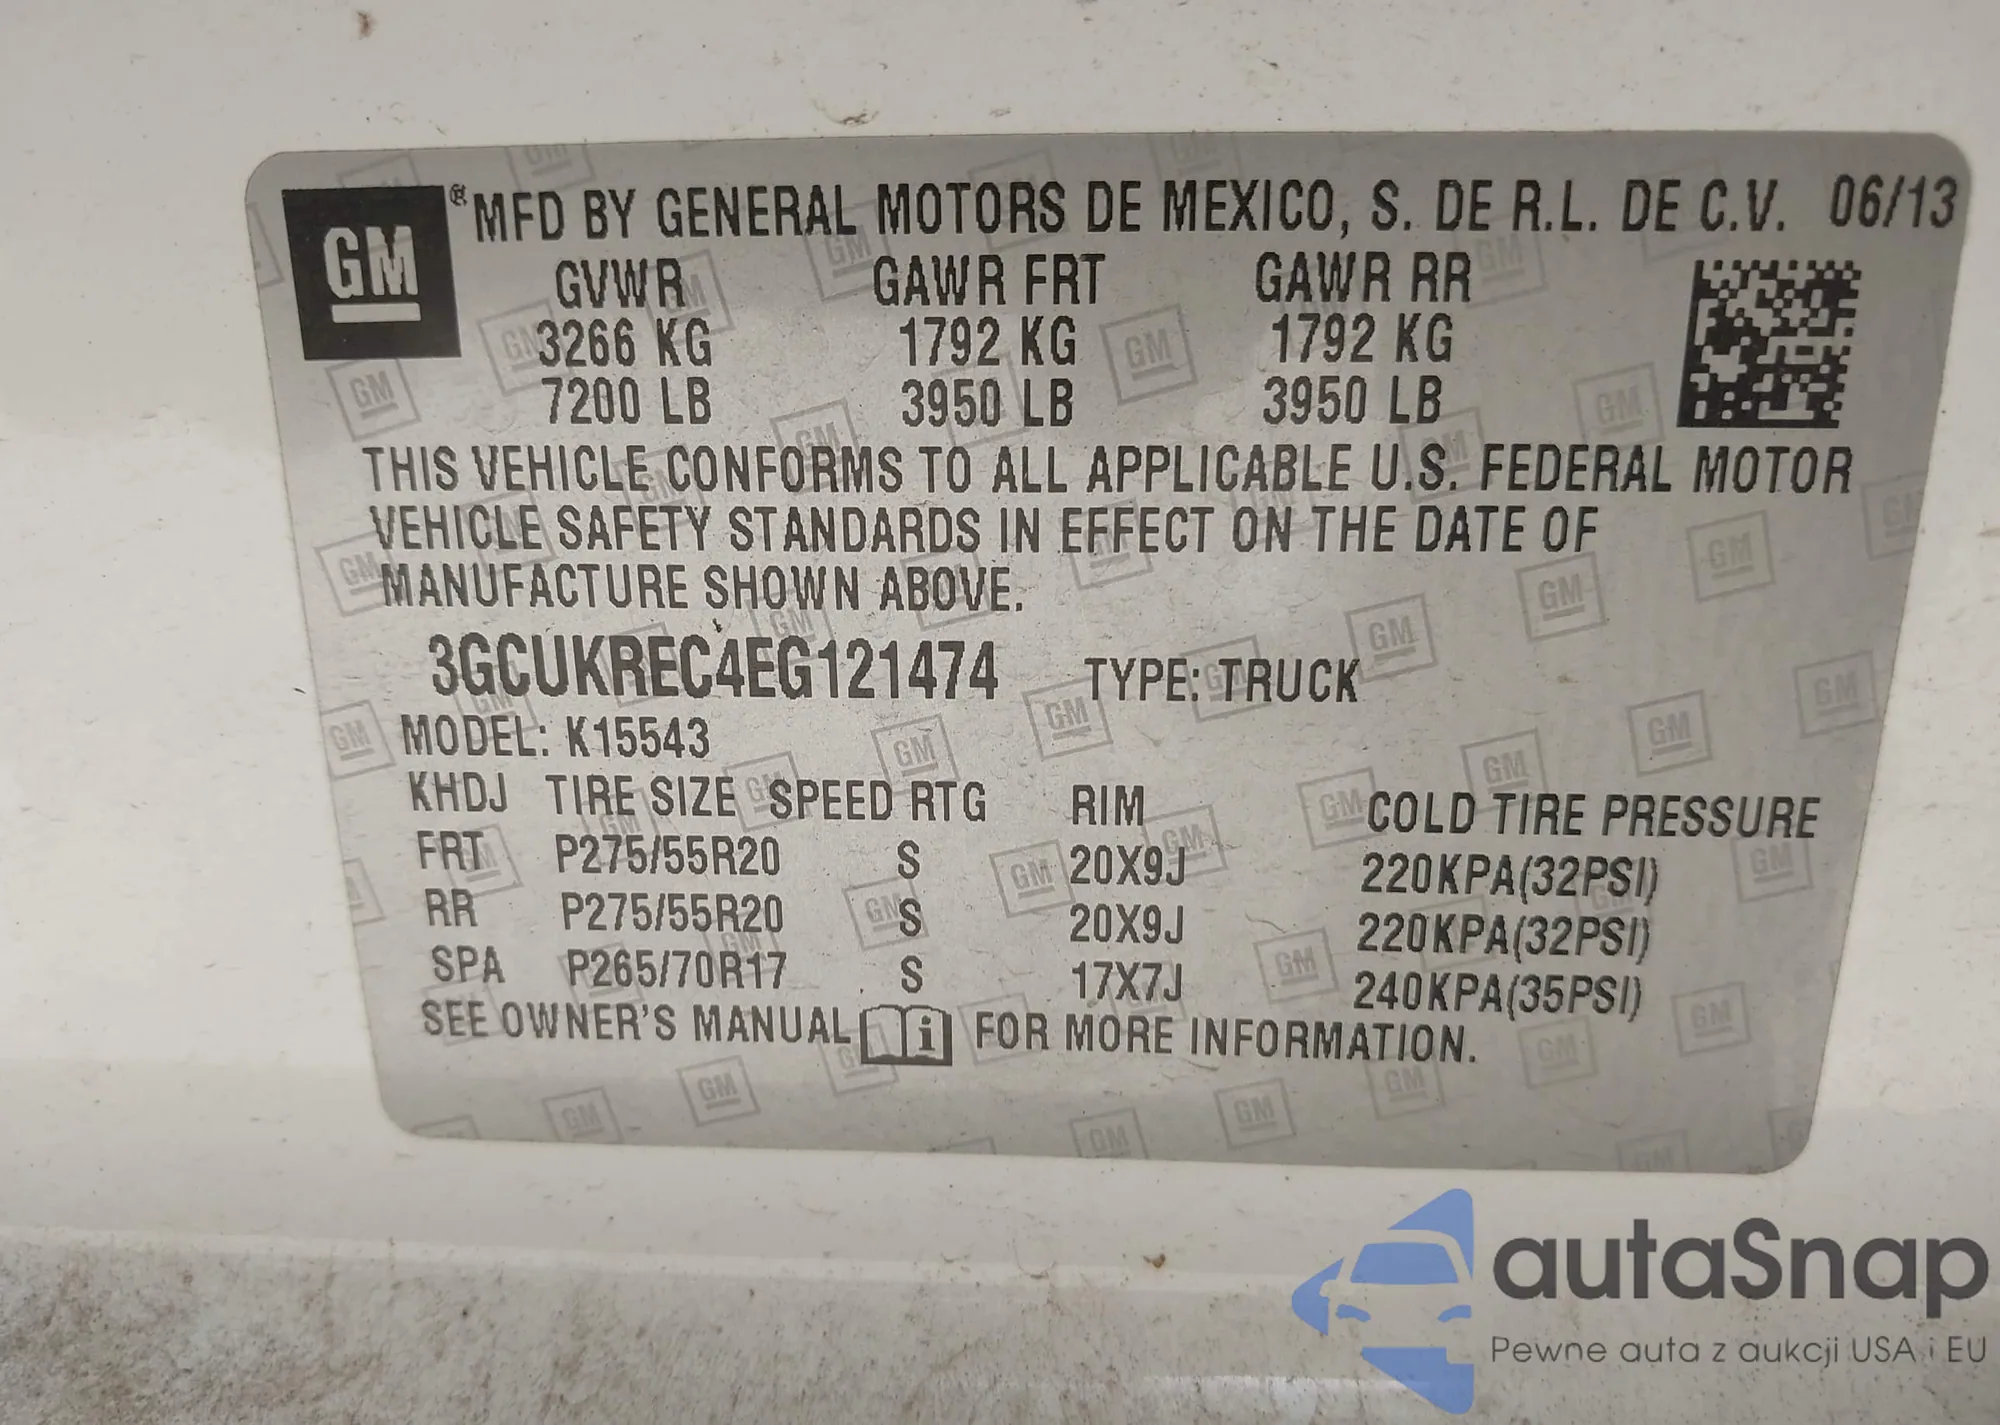 GM ® MFD BY GENERAL MOTORS DE MEXICO, S. DE R.L. DE C.V. 06/13
GVWR GAWR FRT GAWR RR
3266 KG 1792 KG 1792 KG
7200 LB 3950 LB 3950 LB
THIS VEHICLE CONFORMS TO ALL APPLICABLE U.S. FEDERAL MOTOR
VEHICLE SAFETY STANDARDS IN EFFECT ON THE DATE OF
MANUFACTURE SHOWN ABOVE.
3GCUKREC4EG121474 TYPE: TRUCK
MODEL: K15543
KHDJ TIRE SIZE SPEED RTG RIM COLD TIRE PRESSURE
FRT P275/55R20 S 20X9J 220KPA(32PSI)
RR P275/55R20 S 20X9J 220KPA(32PSI)
SPA P265/70R17 S 17X7J 240KPA(35PSI)
SEE OWNER'S MANUAL i FOR MORE INFORMATION.
autaSnap
Pewne auta z aukcji USA i EU